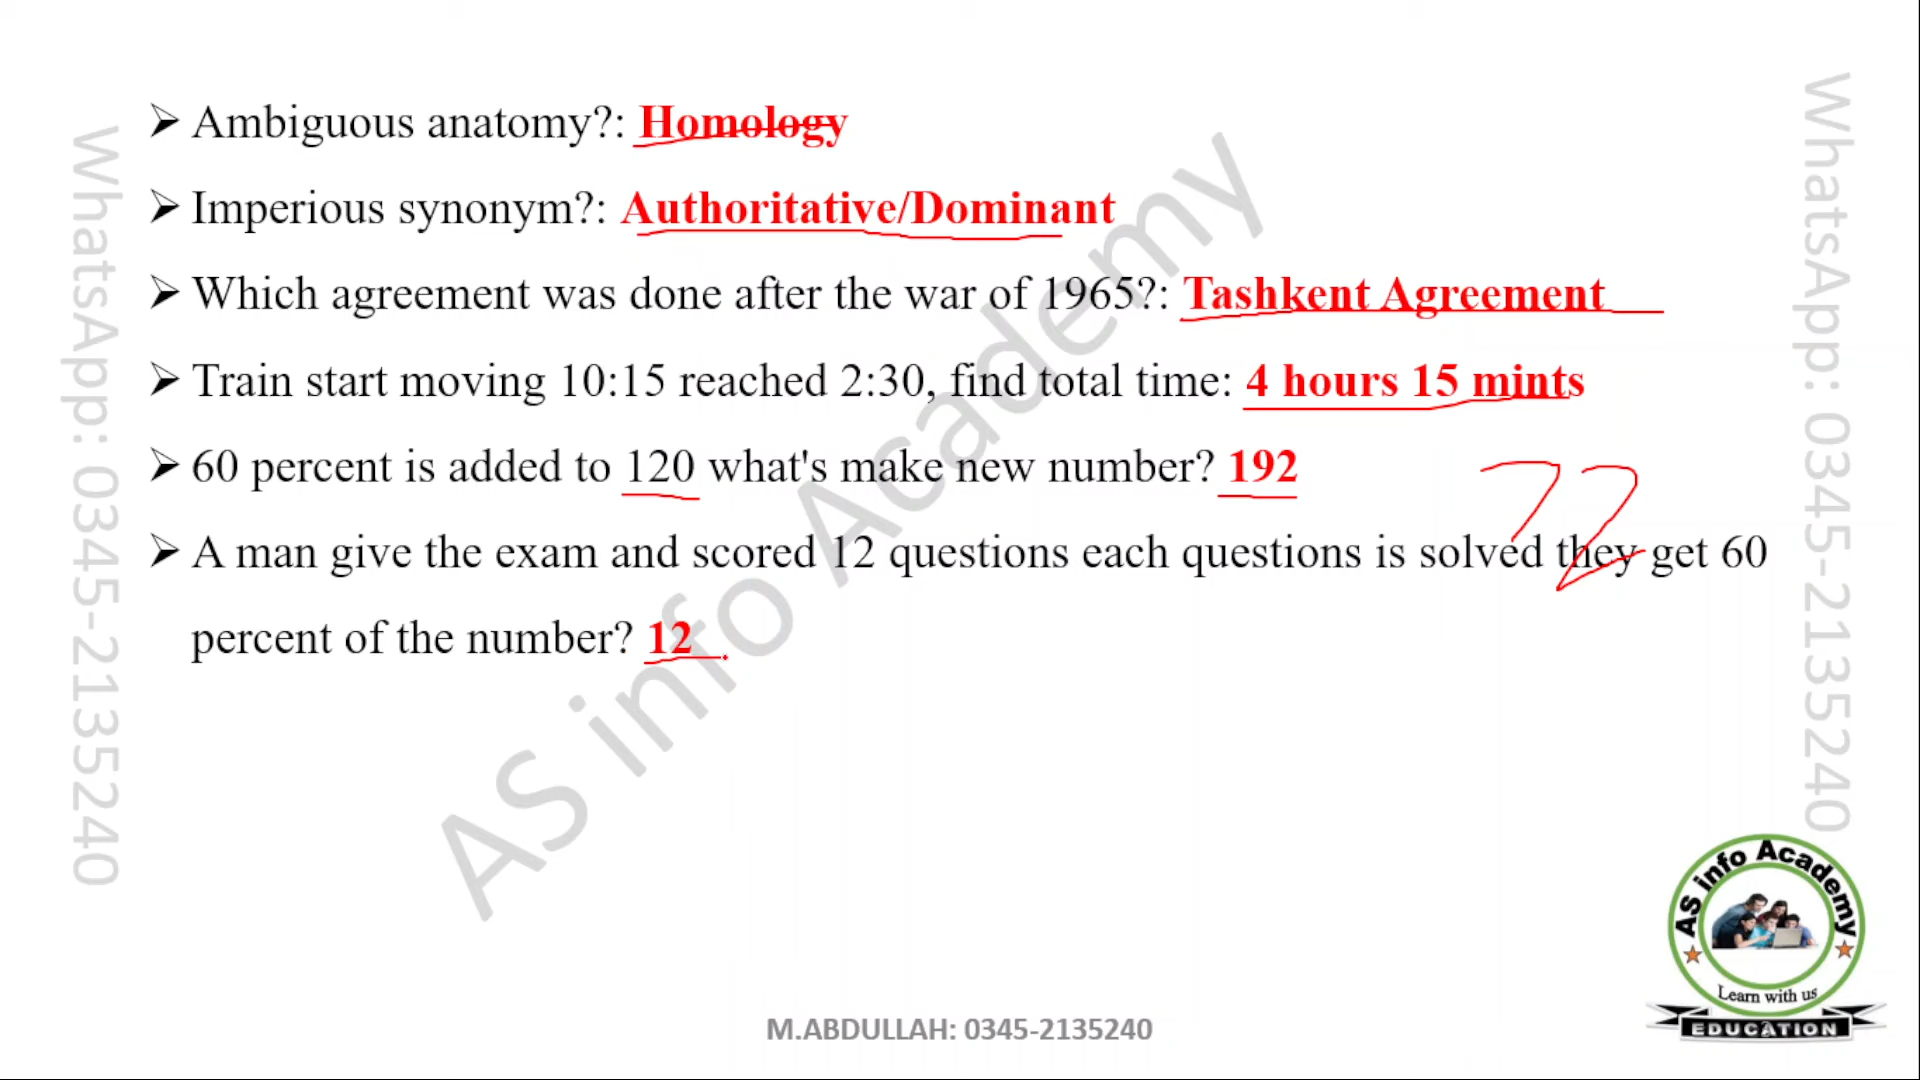 ➢ Ambiguous anatomy?: Homology
➢ Imperious synonym?: Authoritative/Dominant
➢ Which agreement was done after the war of 1965?: Tashkent Agreement
➢ Train start moving 10:15 reached 2:30, find total time: 4 hours 15 mints
➢ 60 percent is added to 120 what's make new number? 192
72
➢ A man give the exam and scored 12 questions each questions is solved they get 60
percent of the number? 12
WhatsApp: 0345-2135240
WhatsApp: 0345-2135240
AS info Academy
AS info Academy
Learn with us
EDUCATION
M.ABDULLAH: 0345-2135240